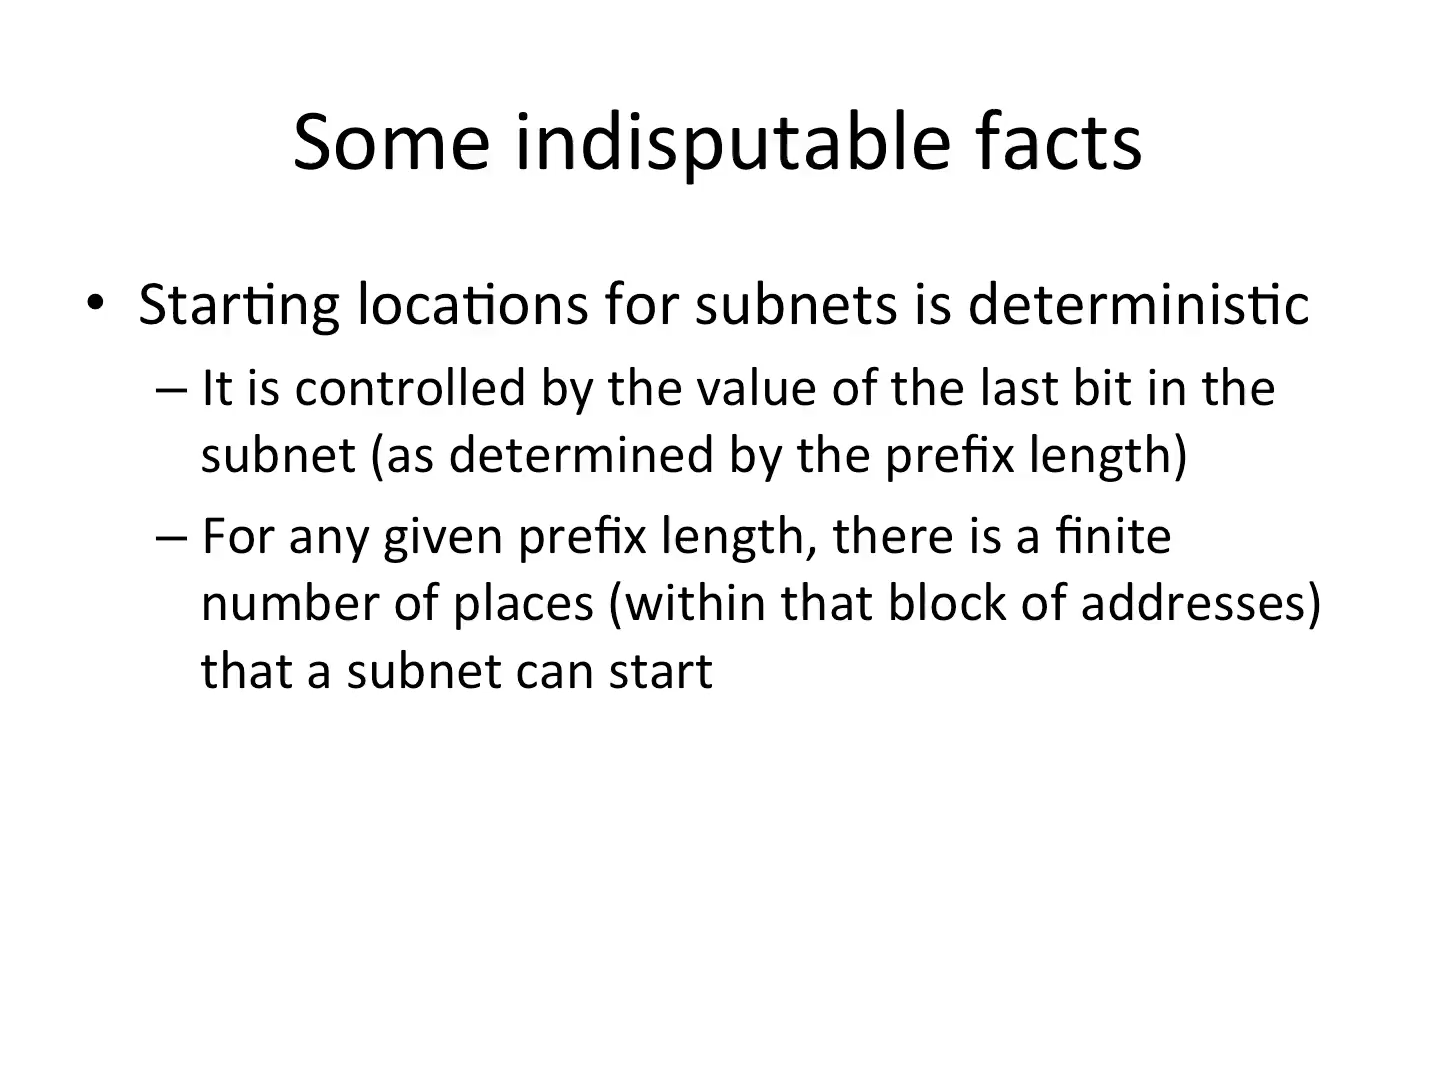 Some indisputable facts
• Starting locations for subnets is deterministic
– It is controlled by the value of the last bit in the
subnet (as determined by the prefix length)
– For any given prefix length, there is a finite
number of places (within that block of addresses)
that a subnet can start